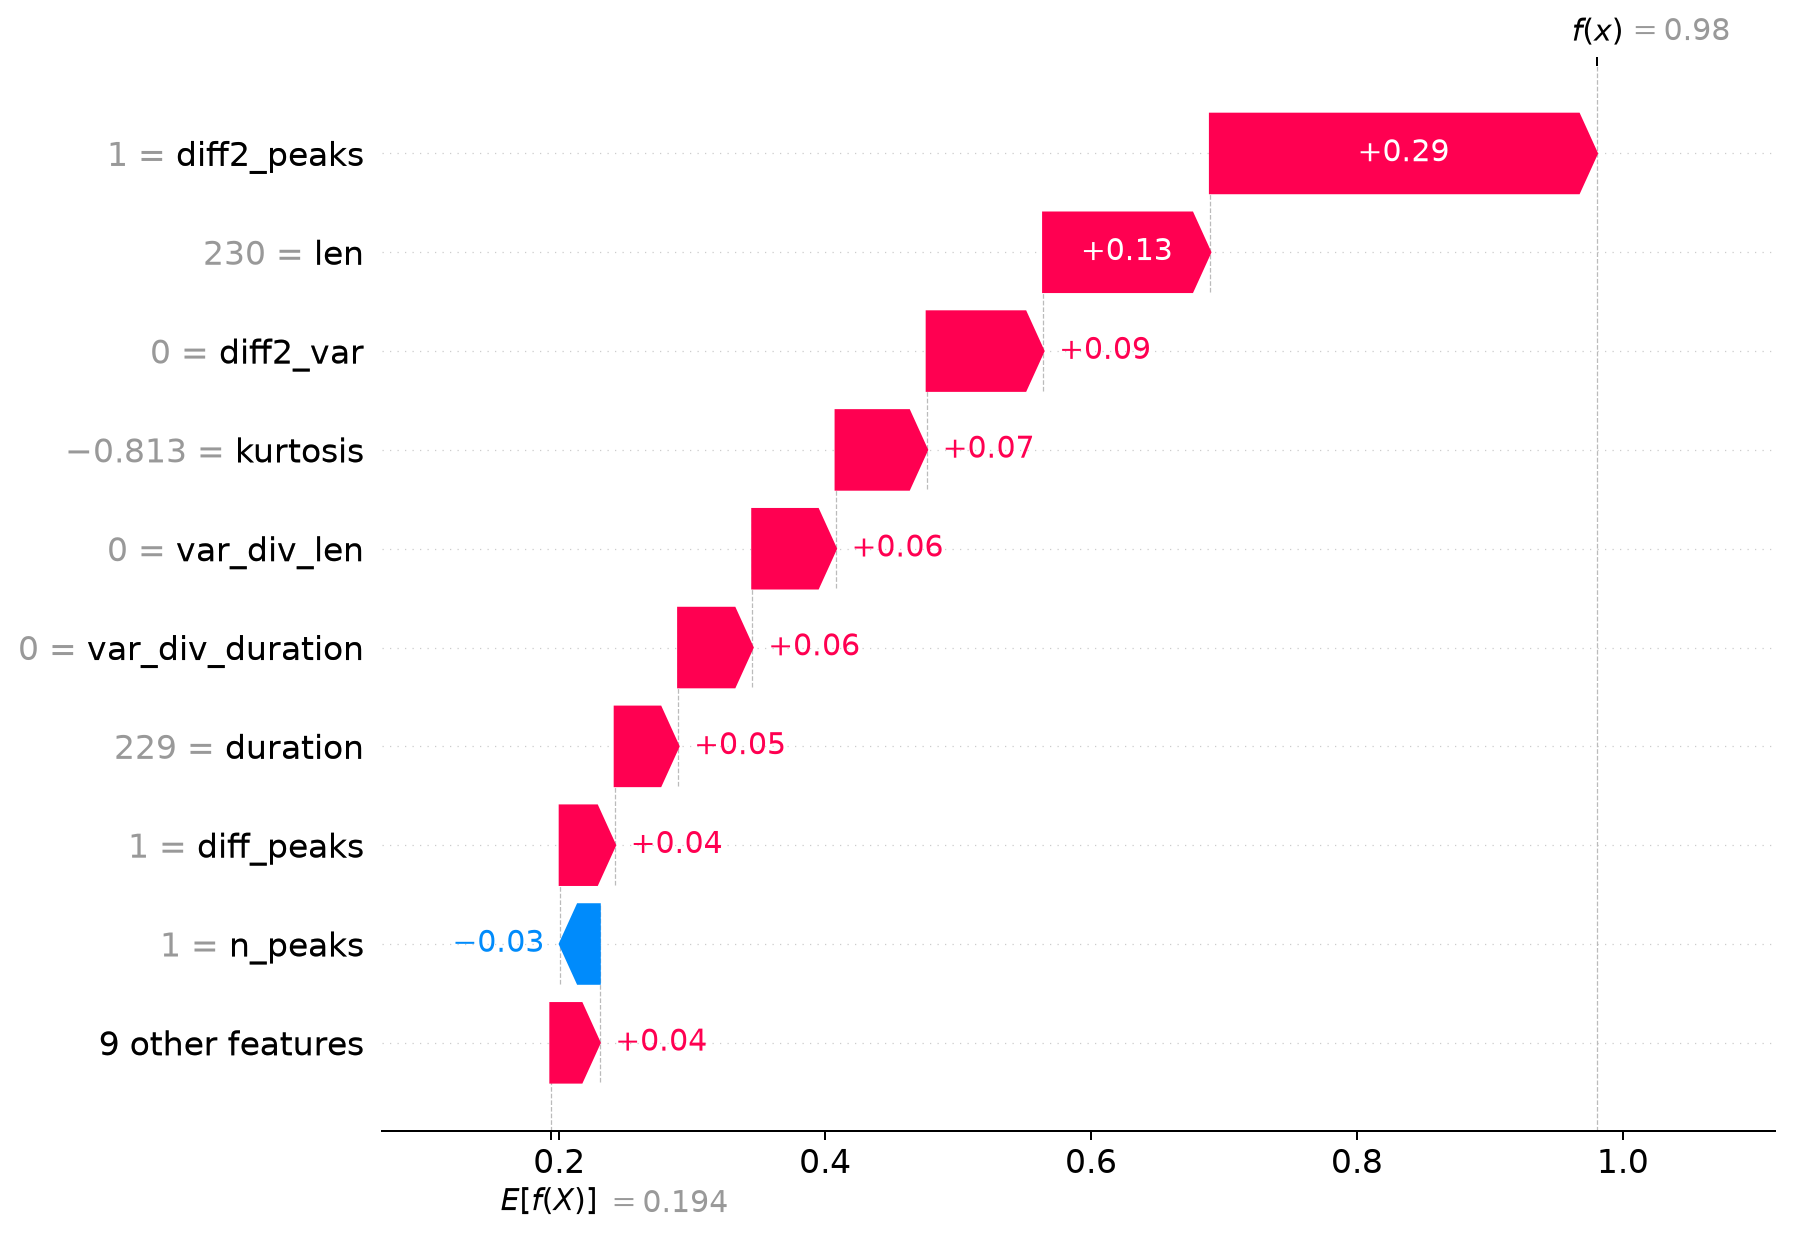 f(x) = 0.98
1 = diff2_peaks +0.29
230 = len +0.13
0 = diff2_var +0.09
−0.813 = kurtosis +0.07
0 = var_div_len +0.06
0 = var_div_duration +0.06
229 = duration +0.05
1 = diff_peaks +0.04
1 = n_peaks −0.03
9 other features +0.04
0.2 0.4 0.6 0.8 1.0
E[f(X)] = 0.194